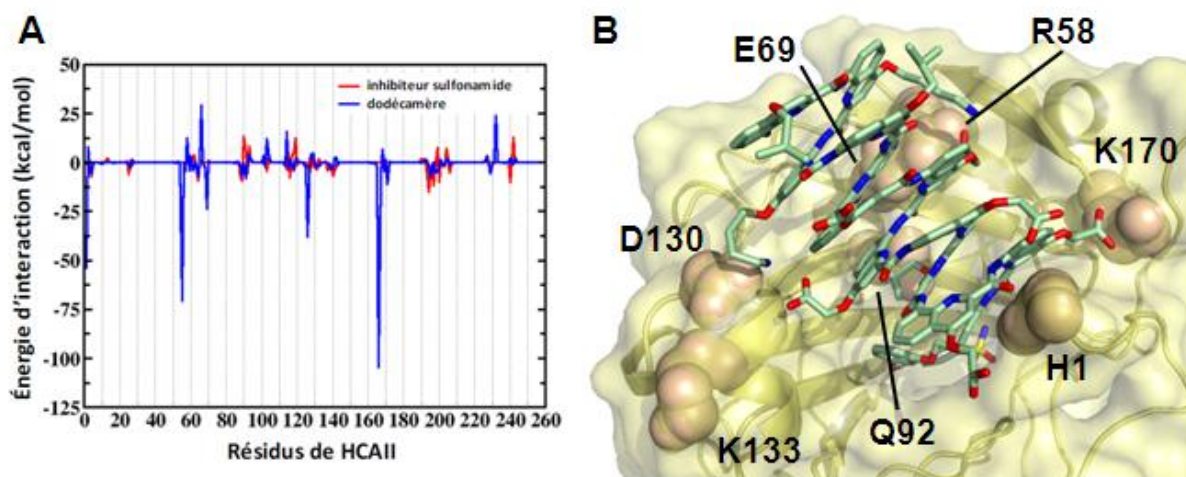 A
Énergie d’interaction (kcal/mol)
50
25
0
-25
-50
-75
-100
-125
inhibiteur sulfonamide
dodécamère
0 20 40 60 80 100 120 140 160 180 200 220 240 260
Résidus de HCAII
B
R58
E69
K170
D130
H1
Q92
K133